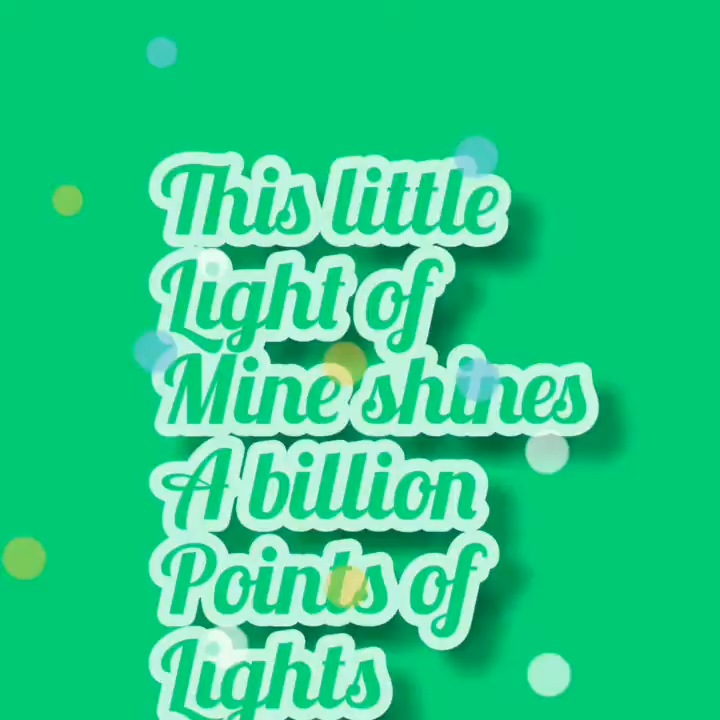 This little
Light of
Mine shines
A billion
Points of
Lights